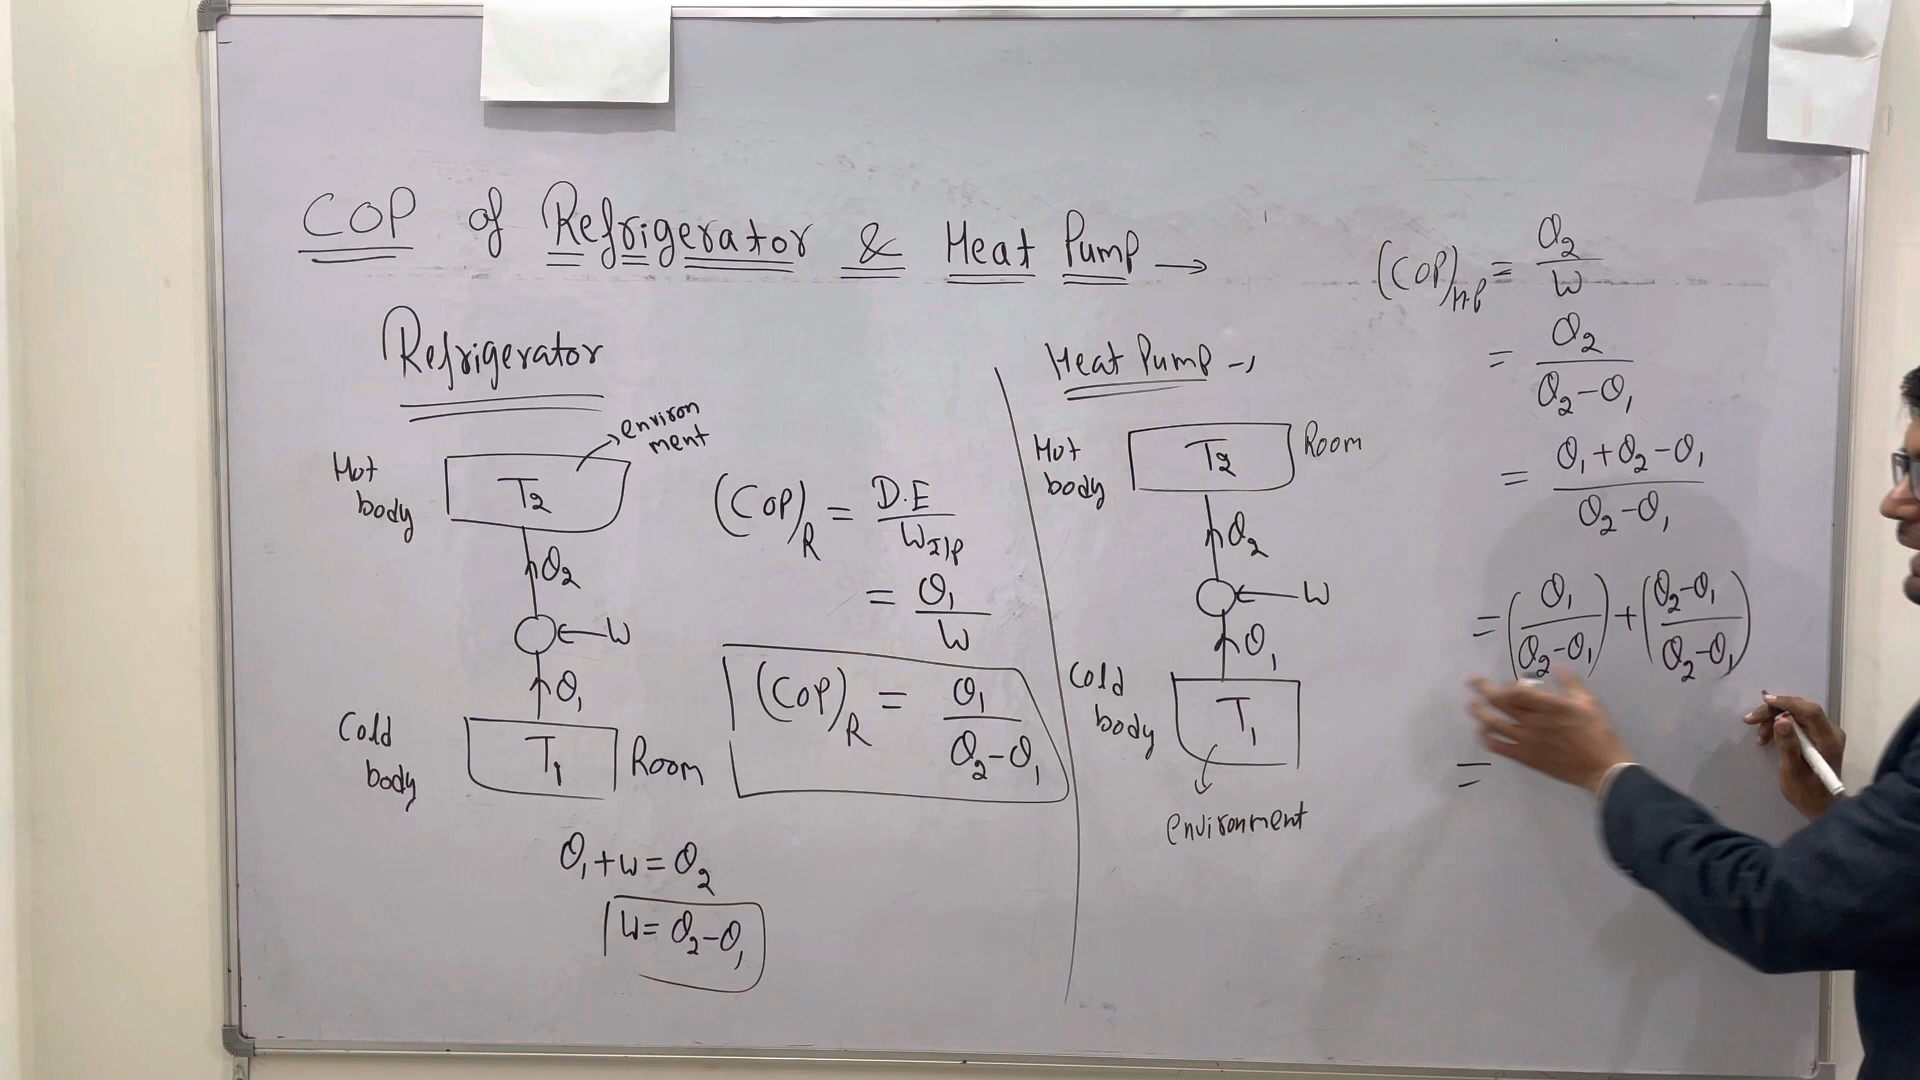 COP of Refrigerator & Heat Pump →
Refrigerator
environ
ment
Hot
body
T₂
Q₂
W
Q₁
Cold
body
T₁
Room
Q₁+W=Q₂
W=Q₂-Q₁
(COP)R = D.E/W I/P
= Q₁/W
(COP)R = Q₁/(Q₂-Q₁)
Heat Pump →
Hot
body
T₂
Room
Q₂
W
Q₁
Cold
body
T₁
environment
(COP)H.P = Q₂/W
= Q₂/(Q₂-Q₁)
= (Q₁+Q₂-Q₁)/(Q₂-Q₁)
= (Q₁/(Q₂-Q₁)) + ((Q₂-Q₁)/(Q₂-Q₁))
=